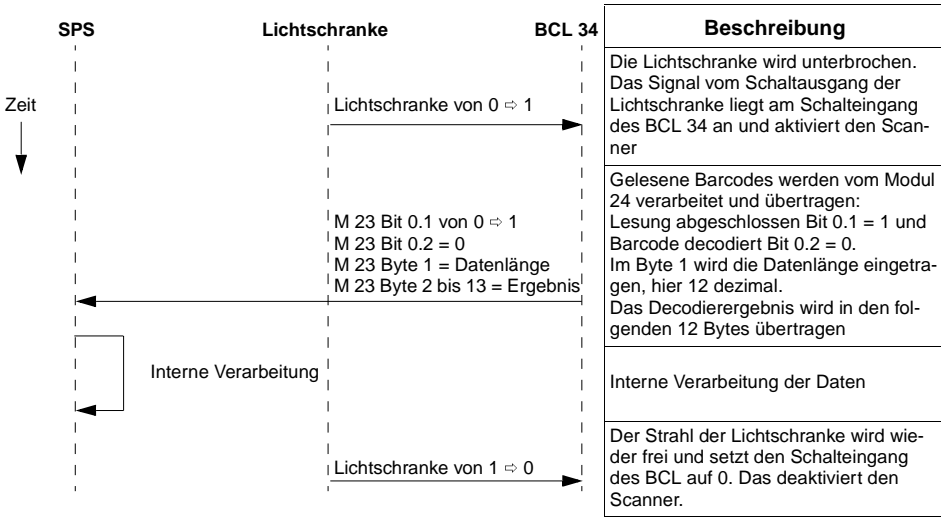 SPS
Lichtschranke
BCL 34
Beschreibung
Zeit
Lichtschranke von 0 ⇨ 1
Die Lichtschranke wird unterbrochen.
Das Signal vom Schaltausgang der
Lichtschranke liegt am Schalteingang
des BCL 34 an und aktiviert den Scan-
ner
M 23 Bit 0.1 von 0 ⇨ 1
M 23 Bit 0.2 = 0
M 23 Byte 1 = Datenlänge
M 23 Byte 2 bis 13 = Ergebnis
Gelesene Barcodes werden vom Modul
24 verarbeitet und übertragen:
Lesung abgeschlossen Bit 0.1 = 1 und
Barcode decodiert Bit 0.2 = 0.
Im Byte 1 wird die Datenlänge eingetra-
gen, hier 12 dezimal.
Das Decodierergebnis wird in den fol-
genden 12 Bytes übertragen
Interne Verarbeitung
Interne Verarbeitung der Daten
Lichtschranke von 1 ⇨ 0
Der Strahl der Lichtschranke wird wie-
der frei und setzt den Schalteingang
des BCL auf 0. Das deaktiviert den
Scanner.